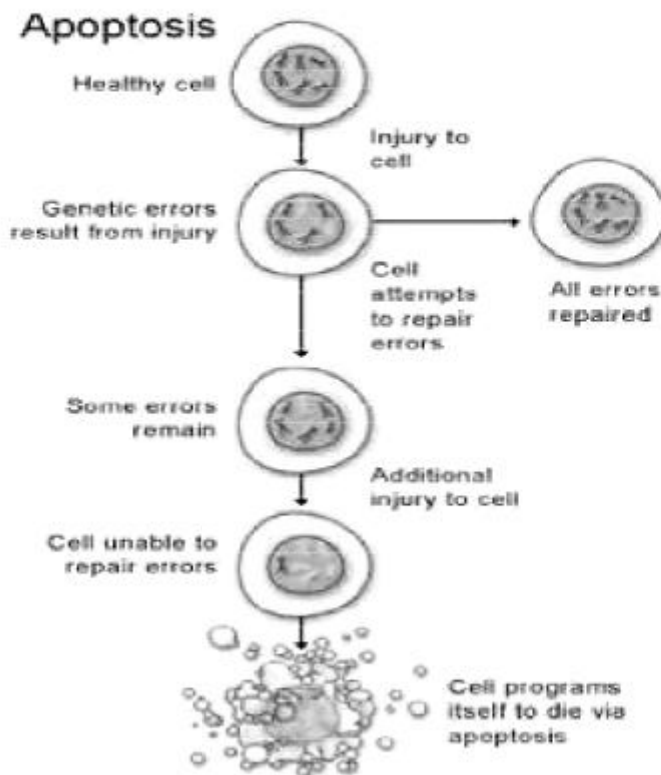 Apoptosis
Healthy cell
Injury to
cell
Genetic errors
result from injury
Cell
attempts
to repair
errors
All errors
repaired
Some errors
remain
Additional
injury to cell
Cell unable to
repair errors
Cell programs
itself to die via
apoptosis